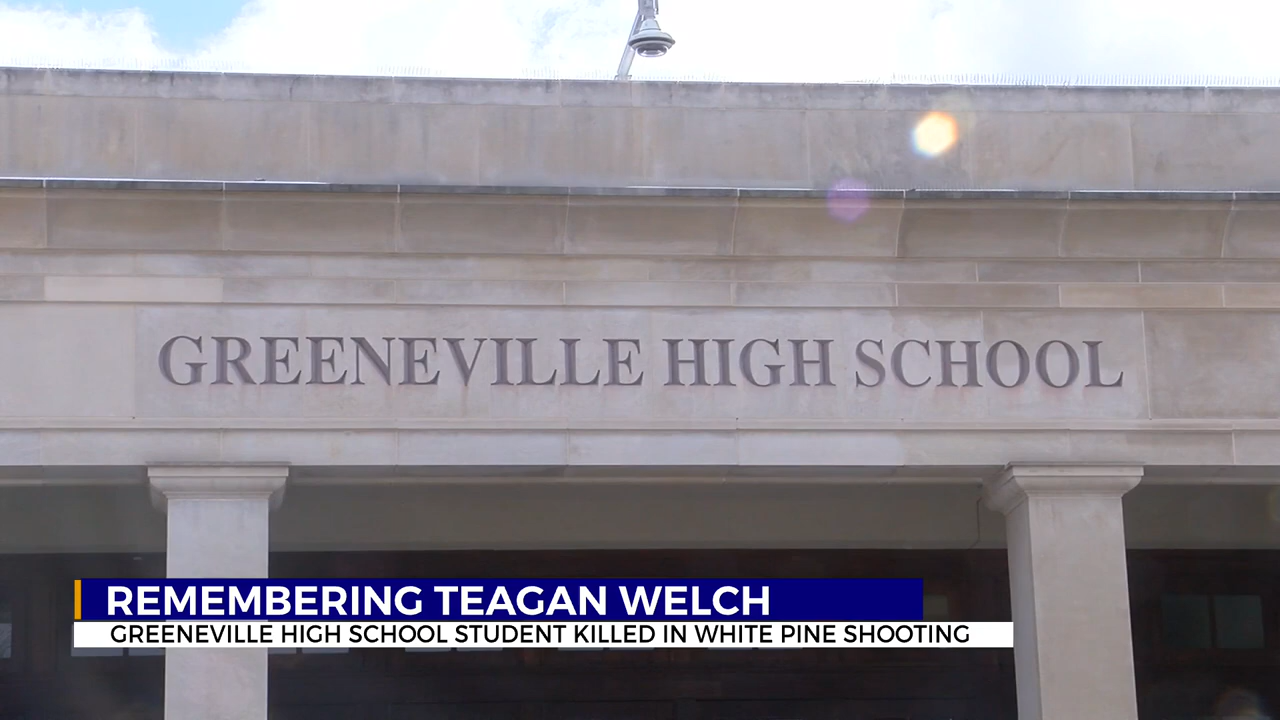 GREENEVILLE HIGH SCHOOL
REMEMBERING TEAGAN WELCH
GREENEVILLE HIGH SCHOOL STUDENT KILLED IN WHITE PINE SHOOTING